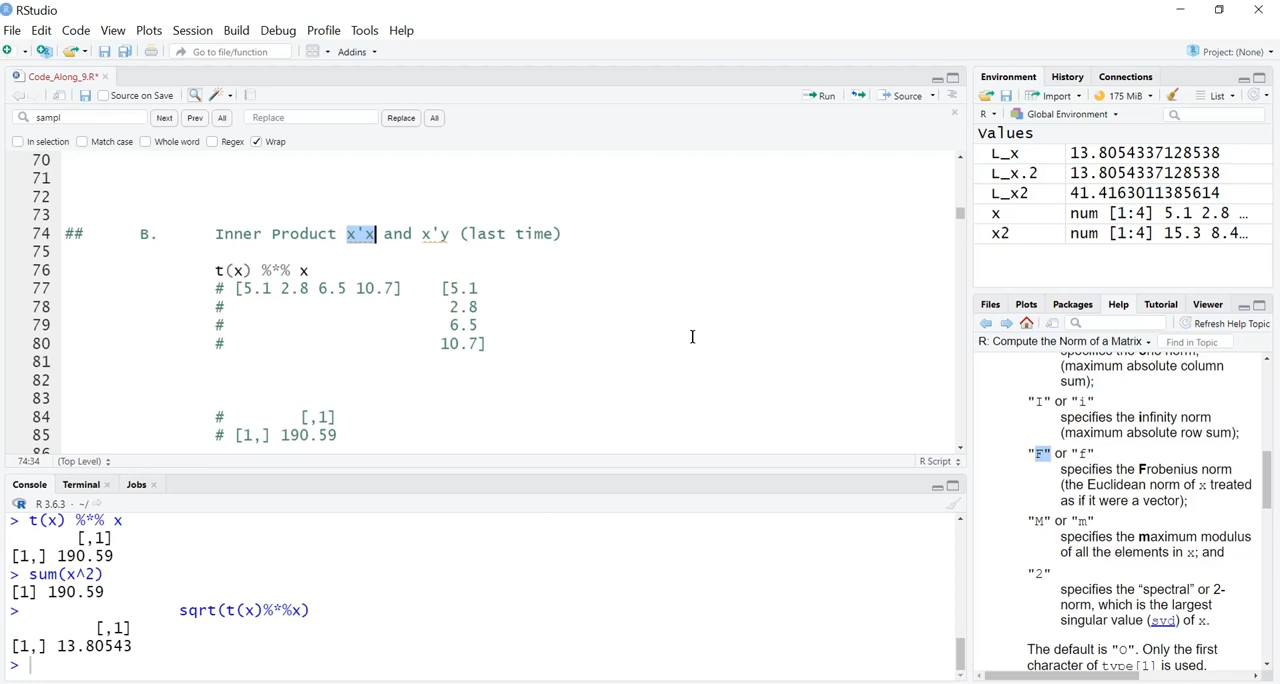 RStudio
File Edit Code View Plots Session Build Debug Profile Tools Help
Go to file/function Addins Project: (None)
Code_Along_9.R*
Source on Save Run Source
sampl Next Prev All Replace Replace All
In selection Match case Whole word Regex Wrap
70
71
72
73
74 ## B. Inner Product x'x and x'y (last time)
75
76 t(x) %*% x
77 # [5.1 2.8 6.5 10.7] [5.1
78 # 2.8
79 # 6.5
80 # 10.7]
81
82
83
84 # [,1]
85 # [1,] 190.59
86
74:34 (Top Level) R Script
Console Terminal Jobs
R 3.6.3 · ~/
> t(x) %*% x
[,1]
[1,] 190.59
> sum(x^2)
[1] 190.59
> sqrt(t(x)%*%x)
[,1]
[1,] 13.80543
>
Environment History Connections
Import 175 MiB List
R Global Environment
Values
L_x 13.8054337128538
L_x.2 13.8054337128538
L_x2 41.4163011385614
x num [1:4] 5.1 2.8 ...
x2 num [1:4] 15.3 8.4...
Files Plots Packages Help Tutorial Viewer
Refresh Help Topic
R: Compute the Norm of a Matrix Find in Topic
specifies the one norm,
(maximum absolute column
sum);
"I" or "i"
specifies the infinity norm
(maximum absolute row sum);
"F" or "f"
specifies the Frobenius norm
(the Euclidean norm of x treated
as if it were a vector);
"M" or "m"
specifies the maximum modulus
of all the elements in x; and
"2"
specifies the “spectral” or 2-
norm, which is the largest
singular value (svd) of x.
The default is "O". Only the first
character of type[1] is used.